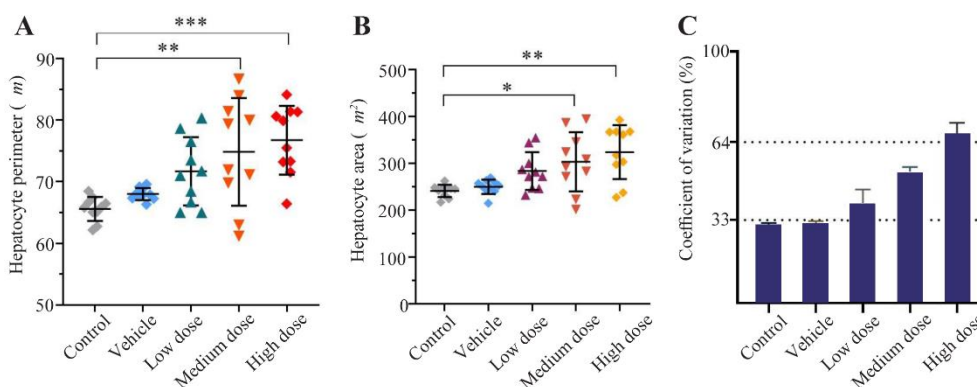 A
***
**
Hepatocyte perimeter ( m)
90
80
70
60
50
Control
Vehicle
Low dose
Medium dose
High dose
B
**
*
Hepatocyte area ( m²)
500
400
300
200
100
0
Control
Vehicle
Low dose
Medium dose
High dose
C
Coefficient of variation (%)
100
64
33
Control
Vehicle
Low dose
Medium dose
High dose